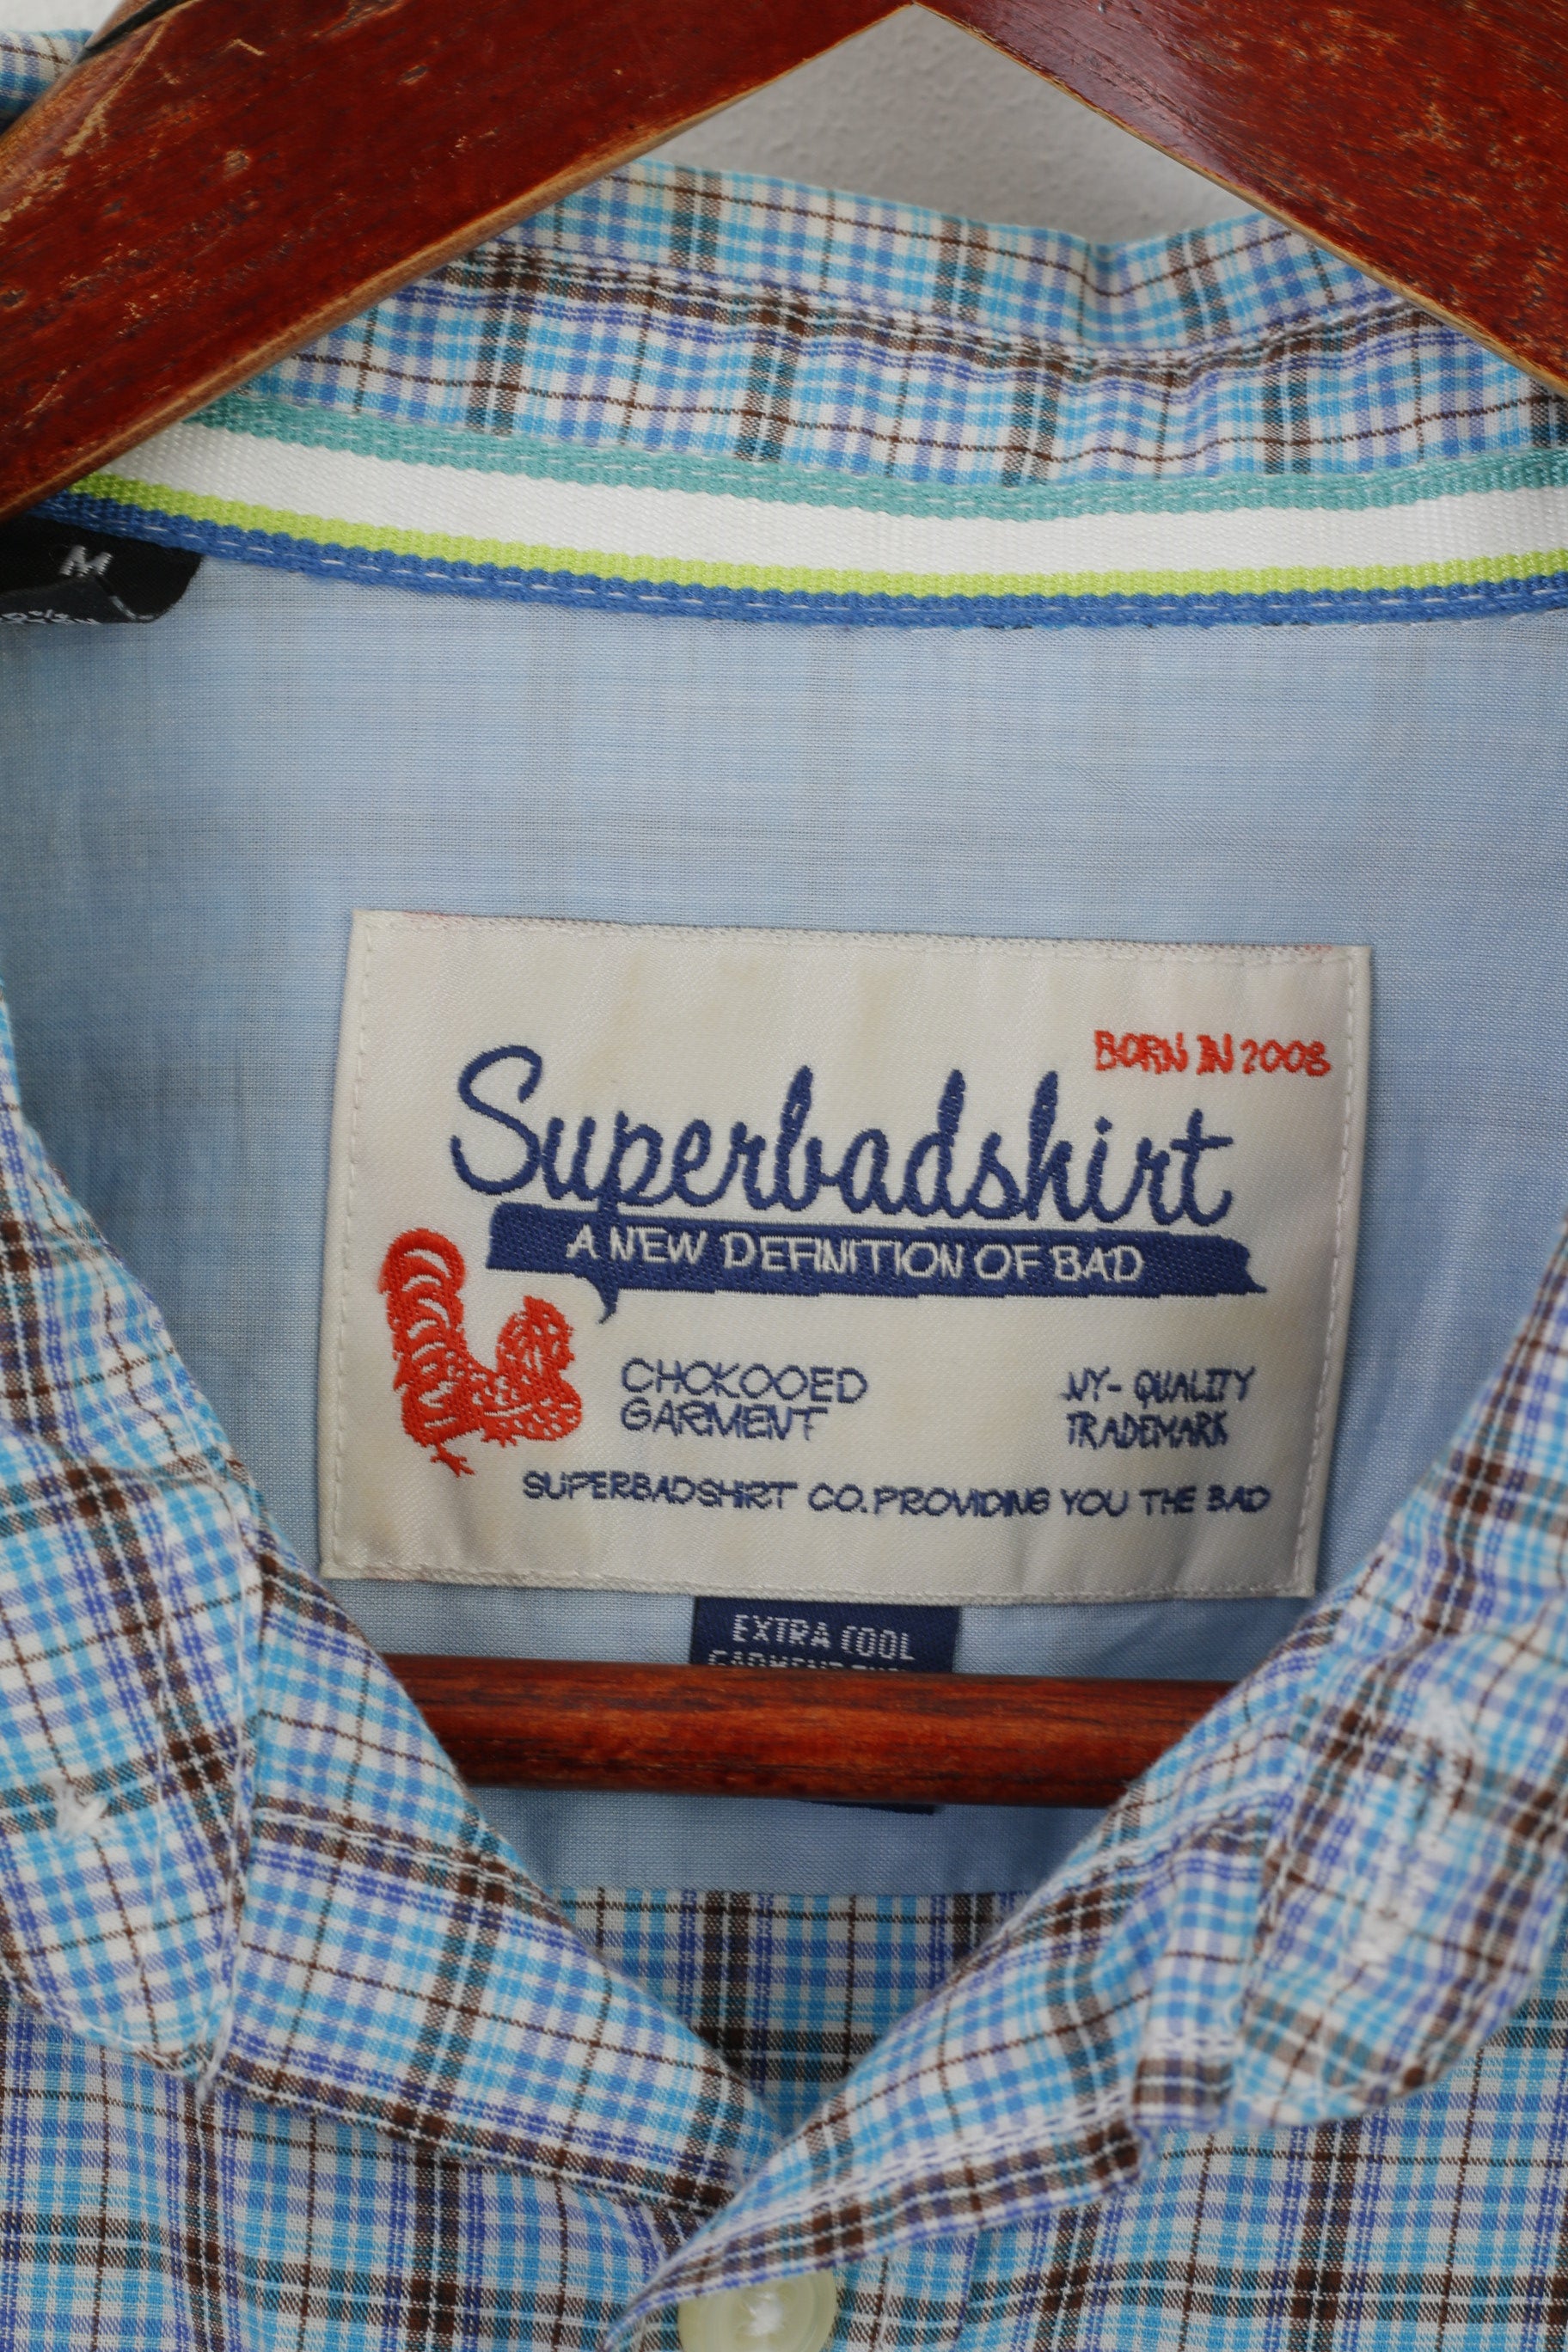 M
BORN IN 2008
Superbadshirt
A NEW DEFINITION OF BAD
CHOKOOED
GARMENT
NY- QUALITY
TRADEMARK
SUPERBADSHIRT CO. PROVIDING YOU THE BAD
EXTRA COOL